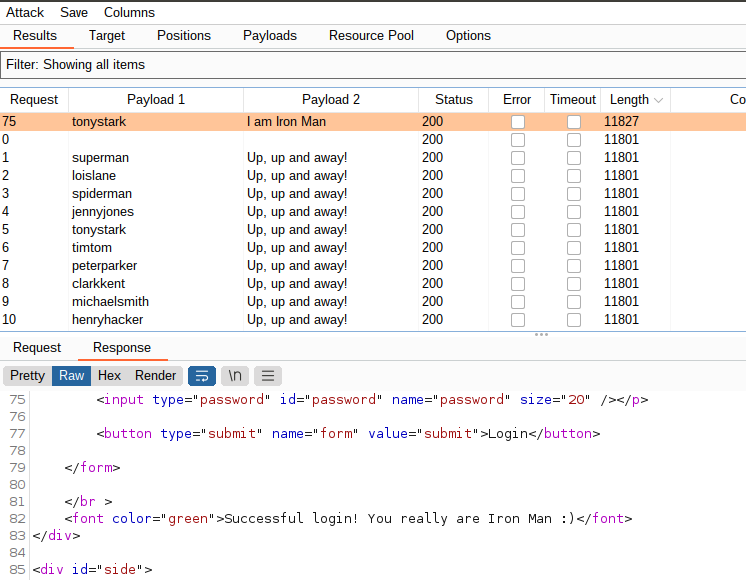 Attack Save Columns
Results Target Positions Payloads Resource Pool Options
Filter: Showing all items
Request Payload 1 Payload 2 Status Error Timeout Length Co
75 tonystark I am Iron Man 200 11827
0 200 11801
1 superman Up, up and away! 200 11801
2 loislane Up, up and away! 200 11801
3 spiderman Up, up and away! 200 11801
4 jennyjones Up, up and away! 200 11801
5 tonystark Up, up and away! 200 11801
6 timtom Up, up and away! 200 11801
7 peterparker Up, up and away! 200 11801
8 clarkkent Up, up and away! 200 11801
9 michaelsmith Up, up and away! 200 11801
10 henryhacker Up, up and away! 200 11801
Request Response
Pretty Raw Hex Render \n
75 <input type="password" id="password" name="password" size="20" /></p>
76
77 <button type="submit" name="form" value="submit">Login</button>
78
79 </form>
80
81 </br >
82 <font color="green">Successful login! You really are Iron Man :)</font>
83 </div>
84
85 <div id="side">